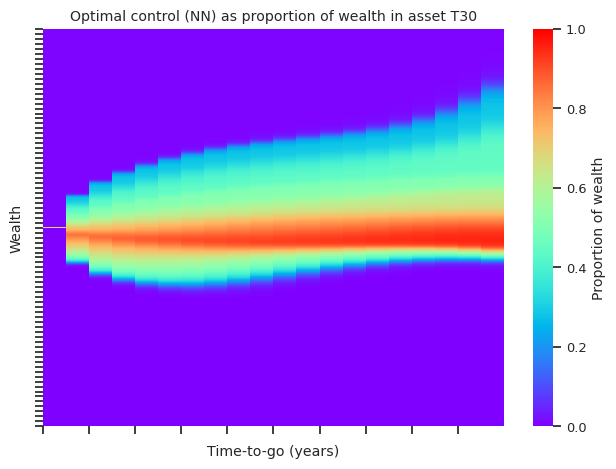 Optimal control (NN) as proportion of wealth in asset T30
Wealth
Time-to-go (years)
1.0
0.8
0.6
0.4
0.2
0.0
Proportion of wealth